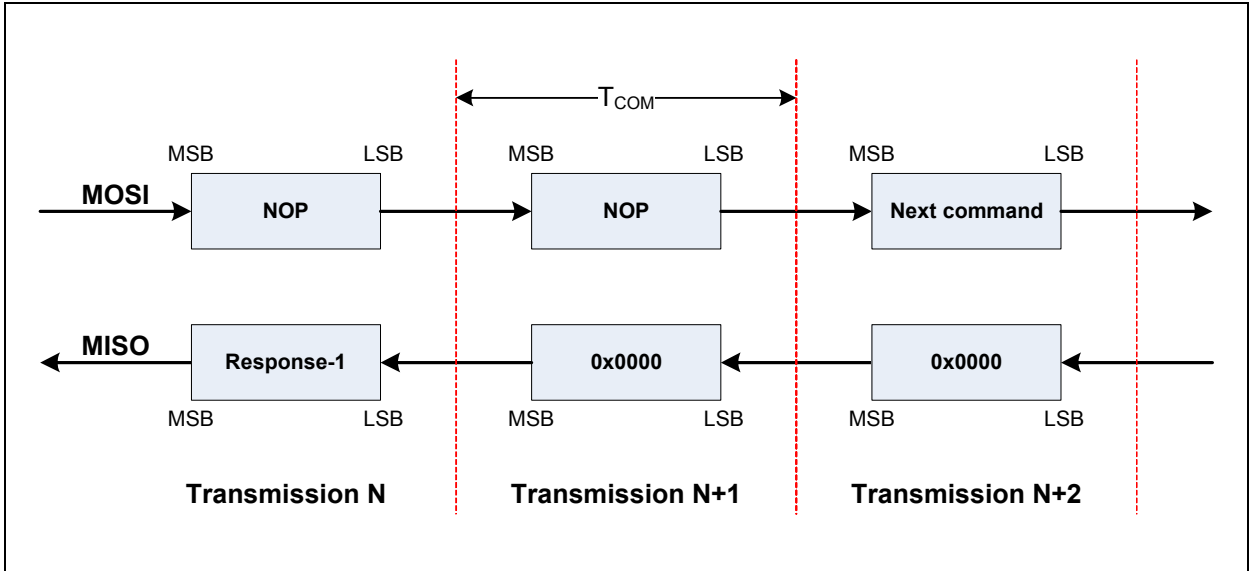 TCOM
MSB LSB MSB LSB MSB LSB
MOSI NOP NOP Next command
MISO Response-1 0x0000 0x0000
MSB LSB MSB LSB MSB LSB
Transmission N Transmission N+1 Transmission N+2